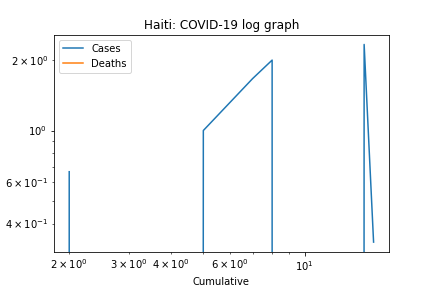 Haiti: COVID-19 log graph
Cases
Deaths
2 × 10⁰
10⁰
6 × 10⁻¹
4 × 10⁻¹
2 × 10⁰ 3 × 10⁰ 4 × 10⁰ 6 × 10⁰ 10¹
Cumulative